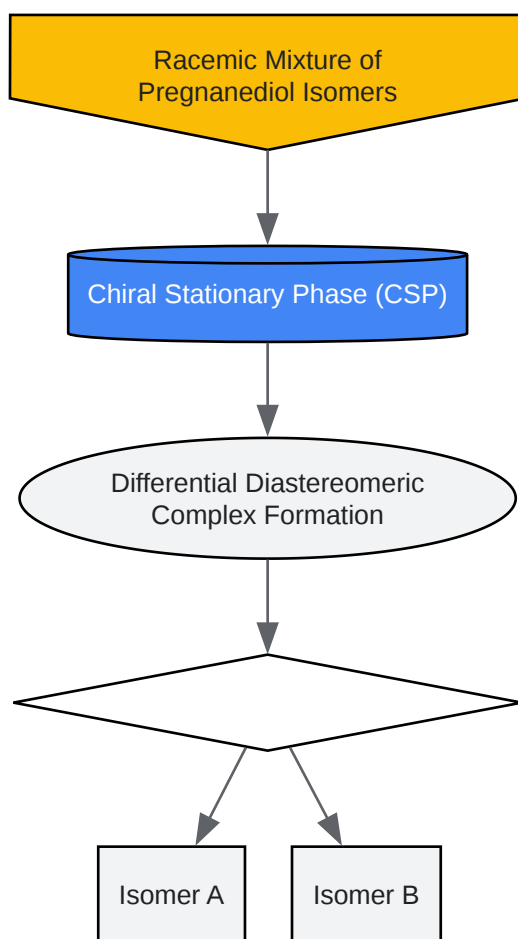 Racemic Mixture of
Pregnanediol Isomers
Chiral Stationary Phase (CSP)
Differential Diastereomeric
Complex Formation
Isomer A
Isomer B